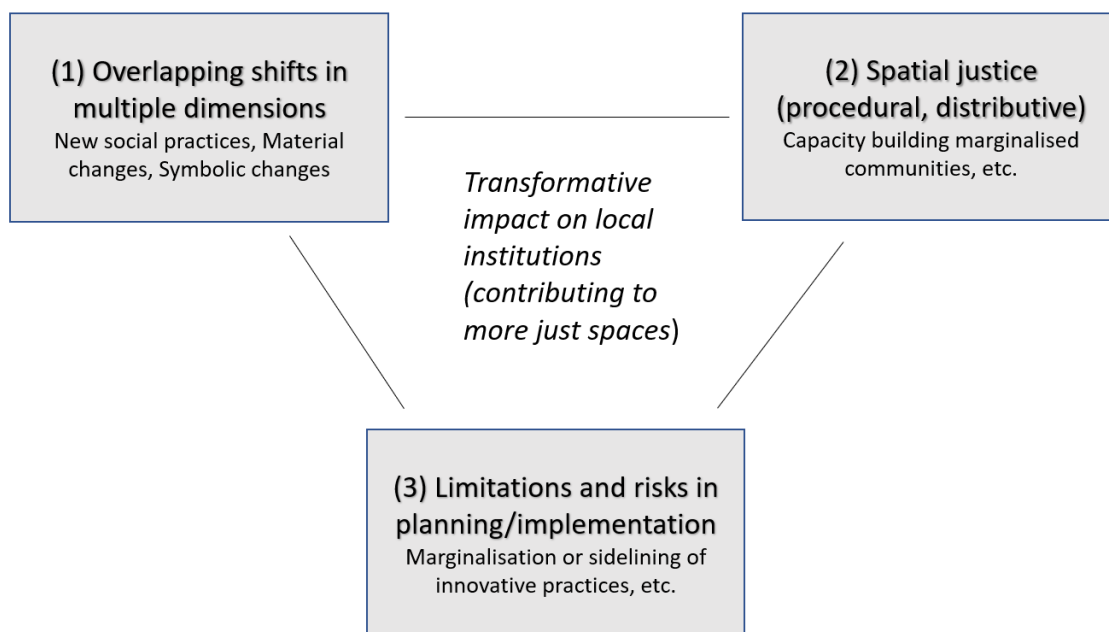 (1) Overlapping shifts in
multiple dimensions
New social practices, Material
changes, Symbolic changes
(2) Spatial justice
(procedural, distributive)
Capacity building marginalised
communities, etc.
Transformative
impact on local
institutions
(contributing to
more just spaces)
(3) Limitations and risks in
planning/implementation
Marginalisation or sidelining of
innovative practices, etc.